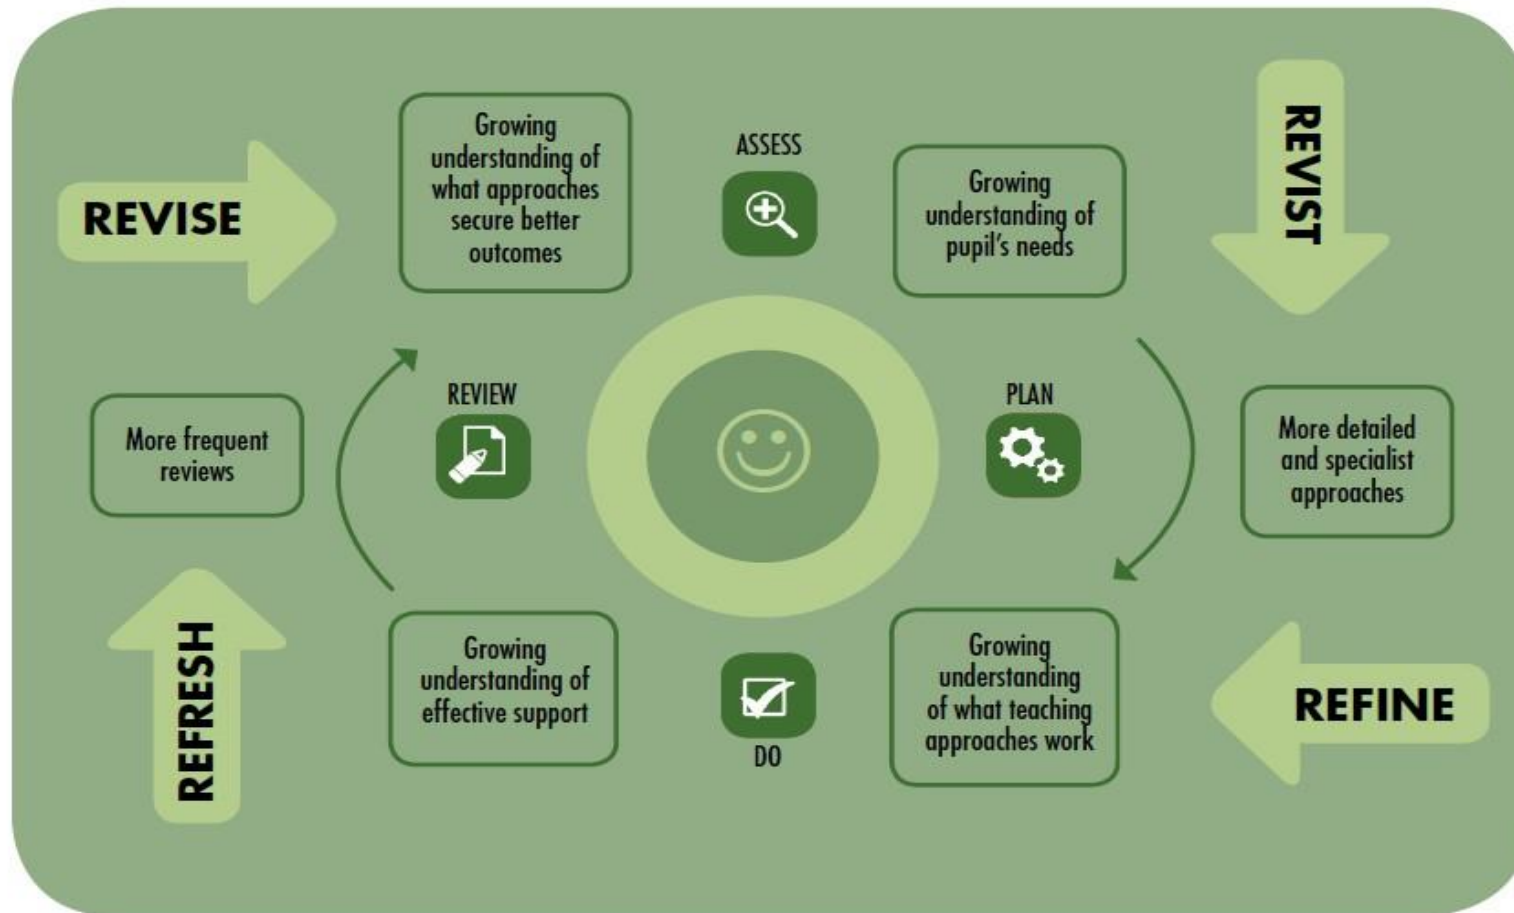 REVISE
Growing
understanding of
what approaches
secure better
outcomes
ASSESS
Growing
understanding of
pupil's needs
REVIST
More frequent
reviews
REVIEW
PLAN
More detailed
and specialist
approaches
REFRESH
Growing
understanding of
effective support
DO
Growing
understanding
of what teaching
approaches work
REFINE